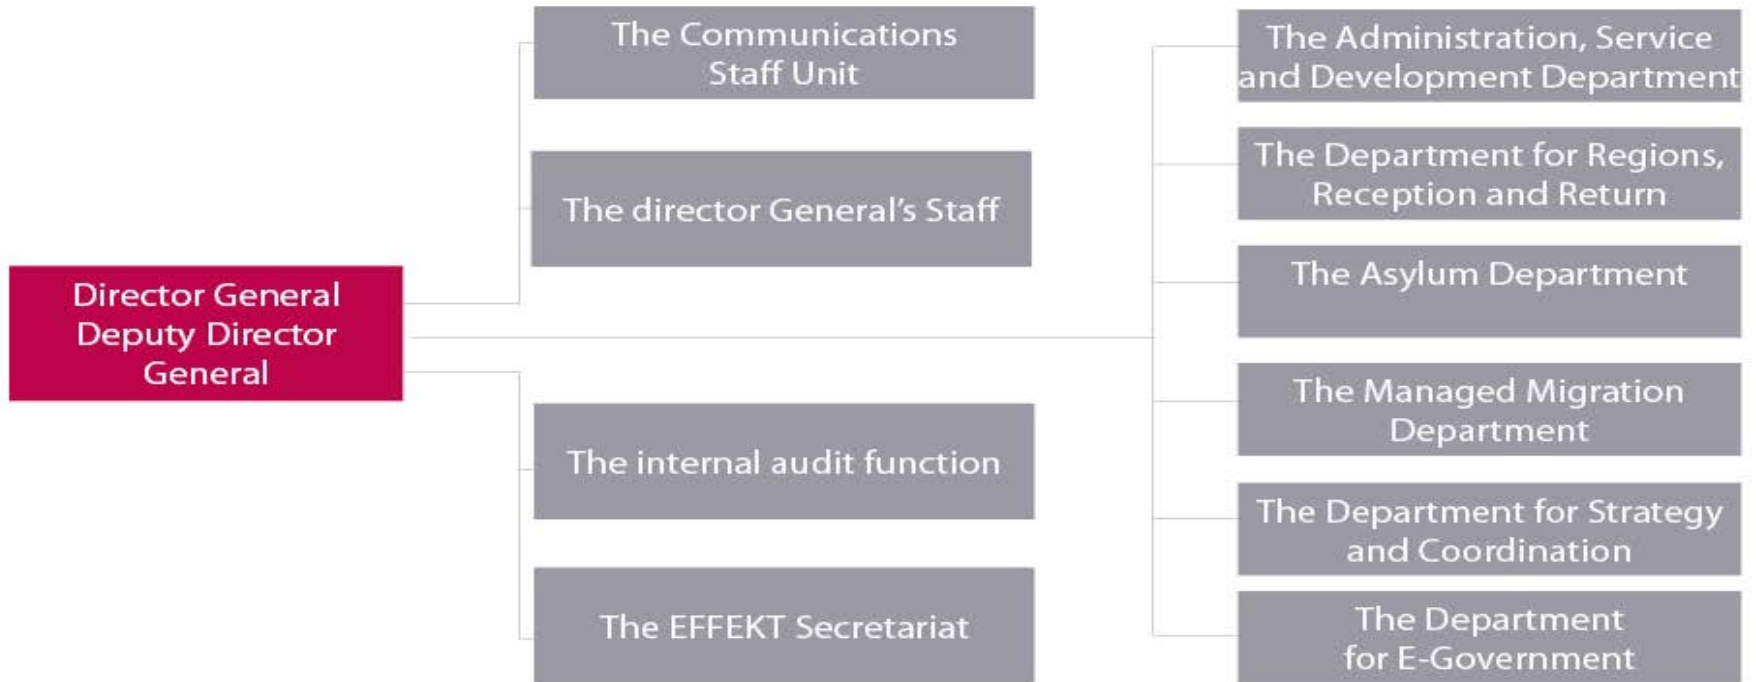 Director General
Deputy Director
General
The Communications
Staff Unit
The director General's Staff
The internal audit function
The EFFEKT Secretariat
The Administration, Service
and Development Department
The Department for Regions,
Reception and Return
The Asylum Department
The Managed Migration
Department
The Department for Strategy
and Coordination
The Department
for E-Government